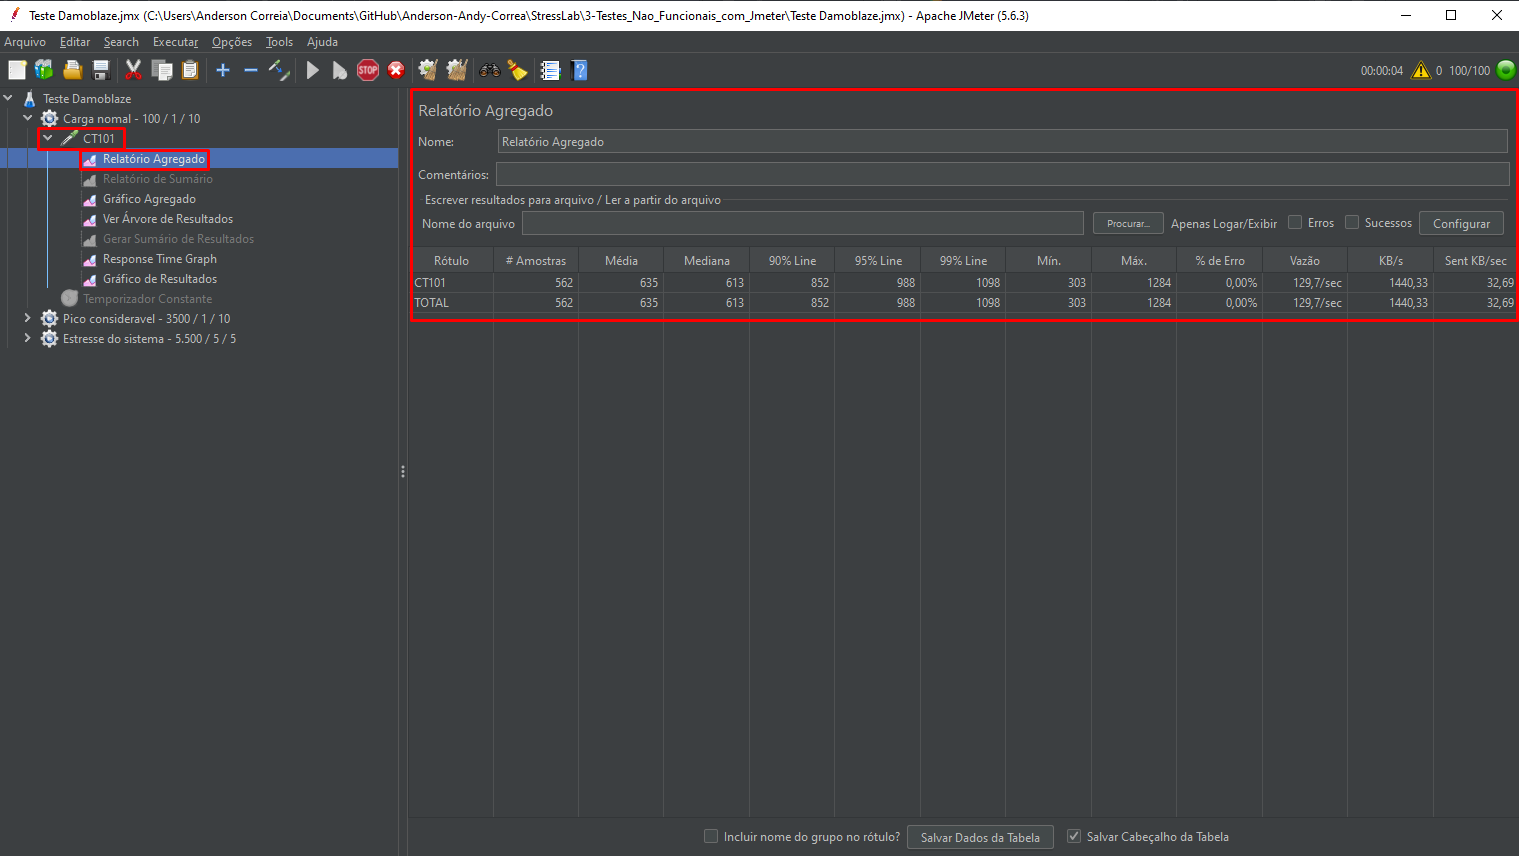 Teste Damoblaze.jmx (C:\Users\Anderson Correia\Documents\GitHub\Anderson-Andy-Correa\StressLab\3-Testes_Nao_Funcionais_com_Jmeter\Teste Damoblaze.jmx) - Apache JMeter (5.6.3)
Arquivo Editar Search Executar Opções Tools Ajuda
STOP 00:00:04 0 100/100
Teste Damoblaze
Carga nomal - 100 / 1 / 10
CT101
Relatório Agregado
Relatório de Sumário
Gráfico Agregado
Ver Árvore de Resultados
Gerar Sumário de Resultados
Response Time Graph
Gráfico de Resultados
Temporizador Constante
Pico consideravel - 3500 / 1 / 10
Estresse do sistema - 5.500 / 5 / 5
Relatório Agregado
Nome: Relatório Agregado
Comentários:
Escrever resultados para arquivo / Ler a partir do arquivo
Nome do arquivo Procurar... Apenas Logar/Exibir Erros Sucessos Configurar
Rótulo # Amostras Média Mediana 90% Line 95% Line 99% Line Mín. Máx. % de Erro Vazão KB/s Sent KB/sec
CT101 562 635 613 852 988 1098 303 1284 0,00% 129,7/sec 1440,33 32,69
TOTAL 562 635 613 852 988 1098 303 1284 0,00% 129,7/sec 1440,33 32,69
Incluir nome do grupo no rótulo? Salvar Dados da Tabela Salvar Cabeçalho da Tabela